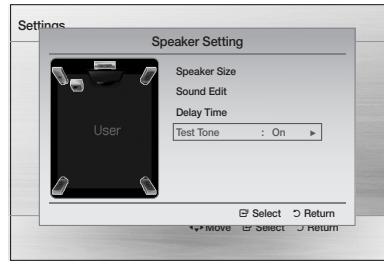 Settings
Speaker Setting
User
Speaker Size
Sound Edit
Delay Time
Test Tone : On ►
Select Return
Move Select Return